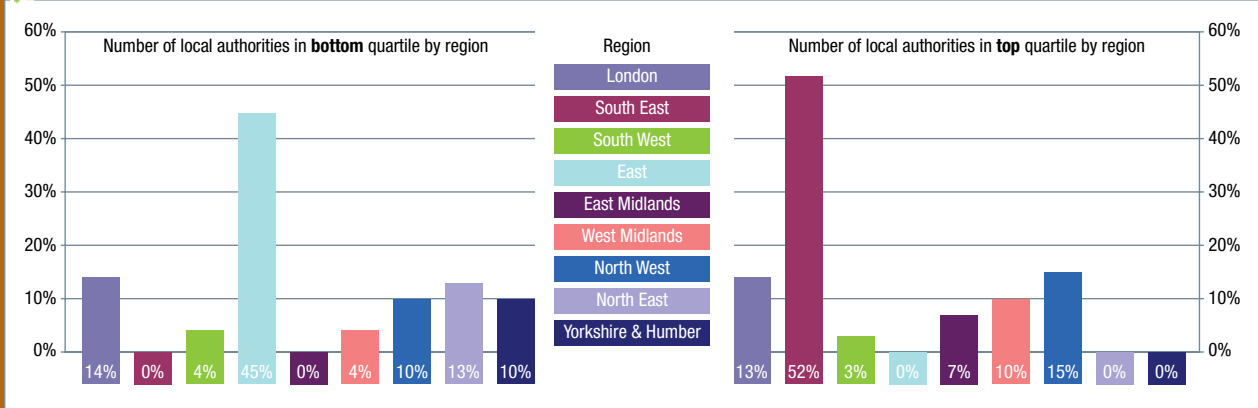 Number of local authorities in bottom quartile by region
60%
50%
40%
30%
20%
10%
0%
14% 0% 4% 45% 0% 4% 10% 13% 10%
Region
London
South East
South West
East
East Midlands
West Midlands
North West
North East
Yorkshire & Humber
Number of local authorities in top quartile by region
60%
50%
40%
30%
20%
10%
0%
13% 52% 3% 0% 7% 10% 15% 0% 0%